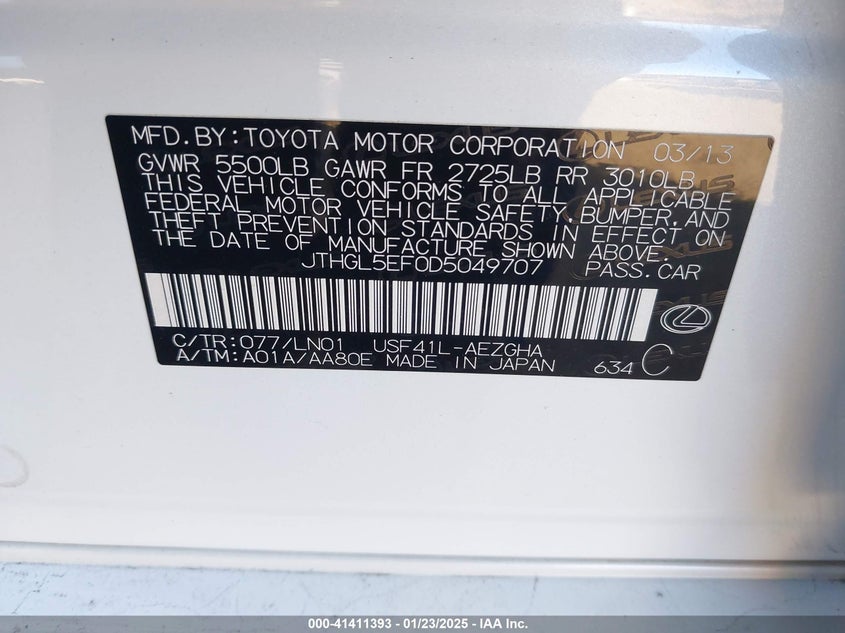 MFD.BY:TOYOTA MOTOR CORPORATION 03/13
GVWR 5500LB GAWR FR 2725LB RR 3010LB
THIS VEHICLE CONFORMS TO ALL APPLICABLE
FEDERAL MOTOR VEHICLE SAFETY,BUMPER,AND
THEFT PREVENTION STANDARDS IN EFFECT ON
THE DATE OF MANUFACTURE SHOWN ABOVE.
JTHGL5EF0D5049707 PASS.CAR
C/TR:077/LN01 USF41L-AEZGHA
A/TM:A01A/AA80E MADE IN JAPAN 634 C
000-41411393 - 01/23/2025 - IAA Inc.